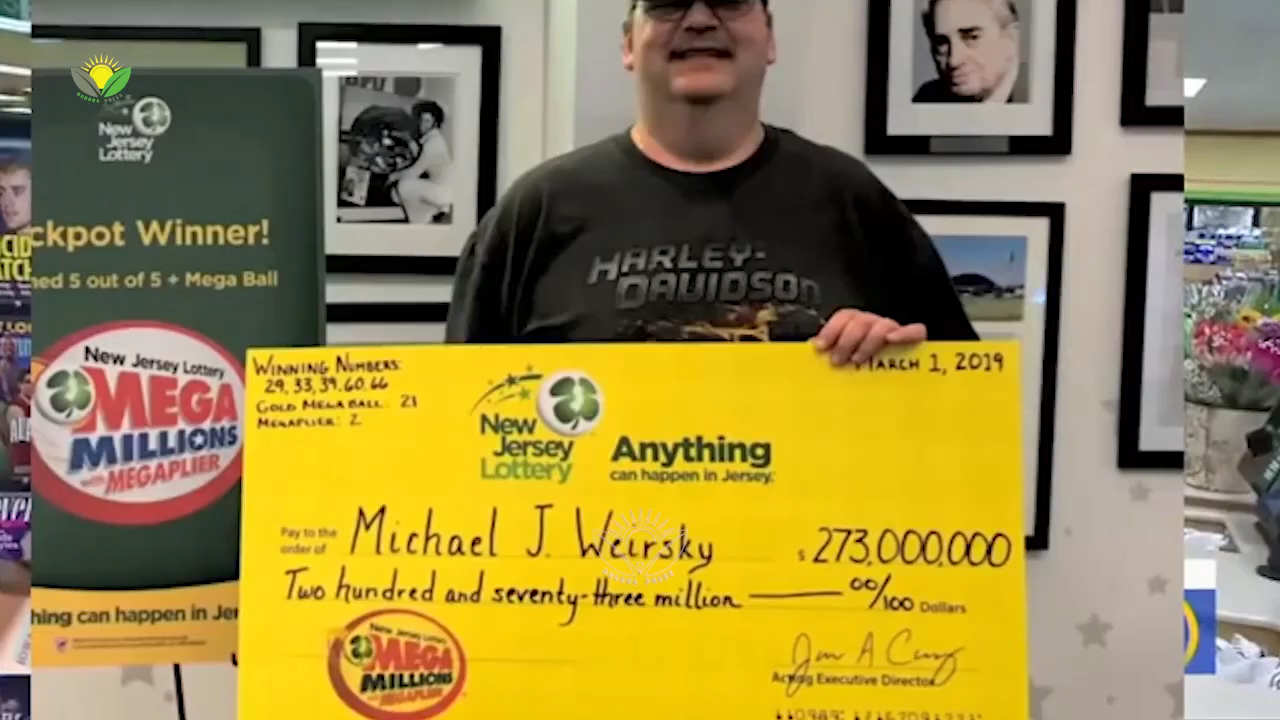 New
Jersey
Lottery
ckpot Winner!
ned 5 out of 5 + Mega Ball
New Jersey Lottery
MEGA
MILLIONS
with MEGAPLIER
hing can happen in Jer
HARLEY-
DAVIDSON
WINNING NUMBERS:
29, 33, 39, 60, 66
GOLD MEGA BALL: 21
MEGAPLIER: 2
MARCH 1, 2019
New
Jersey
Lottery
Anything
can happen in Jersey.
Pay to the
order of
Michael J. Weirsky
$ 273,000,000
Two hundred and seventy-three million 00/100 Dollars
New Jersey Lottery
MEGA
MILLIONS
with MEGAPLIER
Acting Executive Director